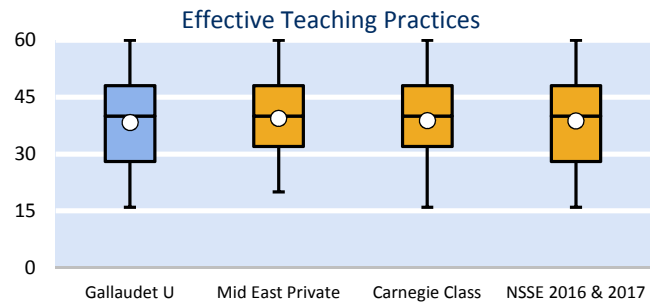 Effective Teaching Practices
60
45
30
15
0
Gallaudet U Mid East Private Carnegie Class NSSE 2016 & 2017